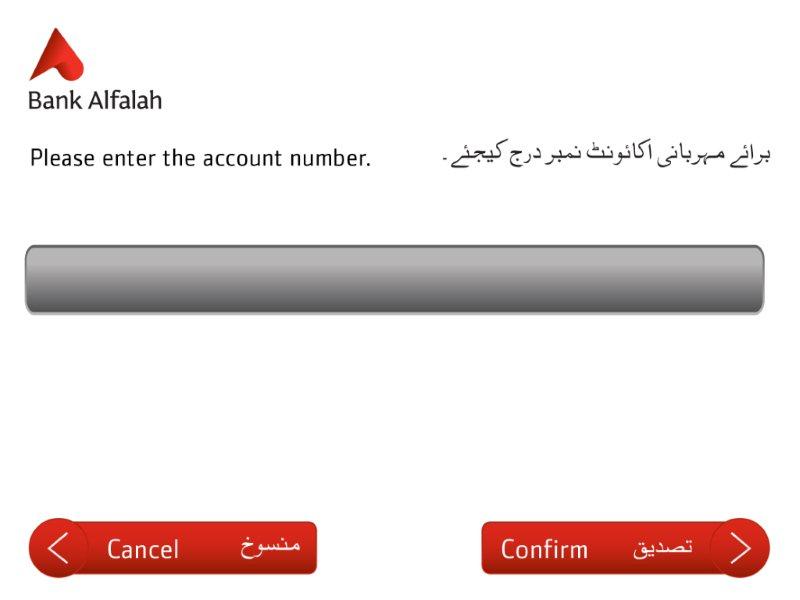 Bank Alfalah
Please enter the account number.
برائے مہربانی اکائونٹ نمبر درج کیجئے۔
Cancel منسوخ
Confirm تصدیق